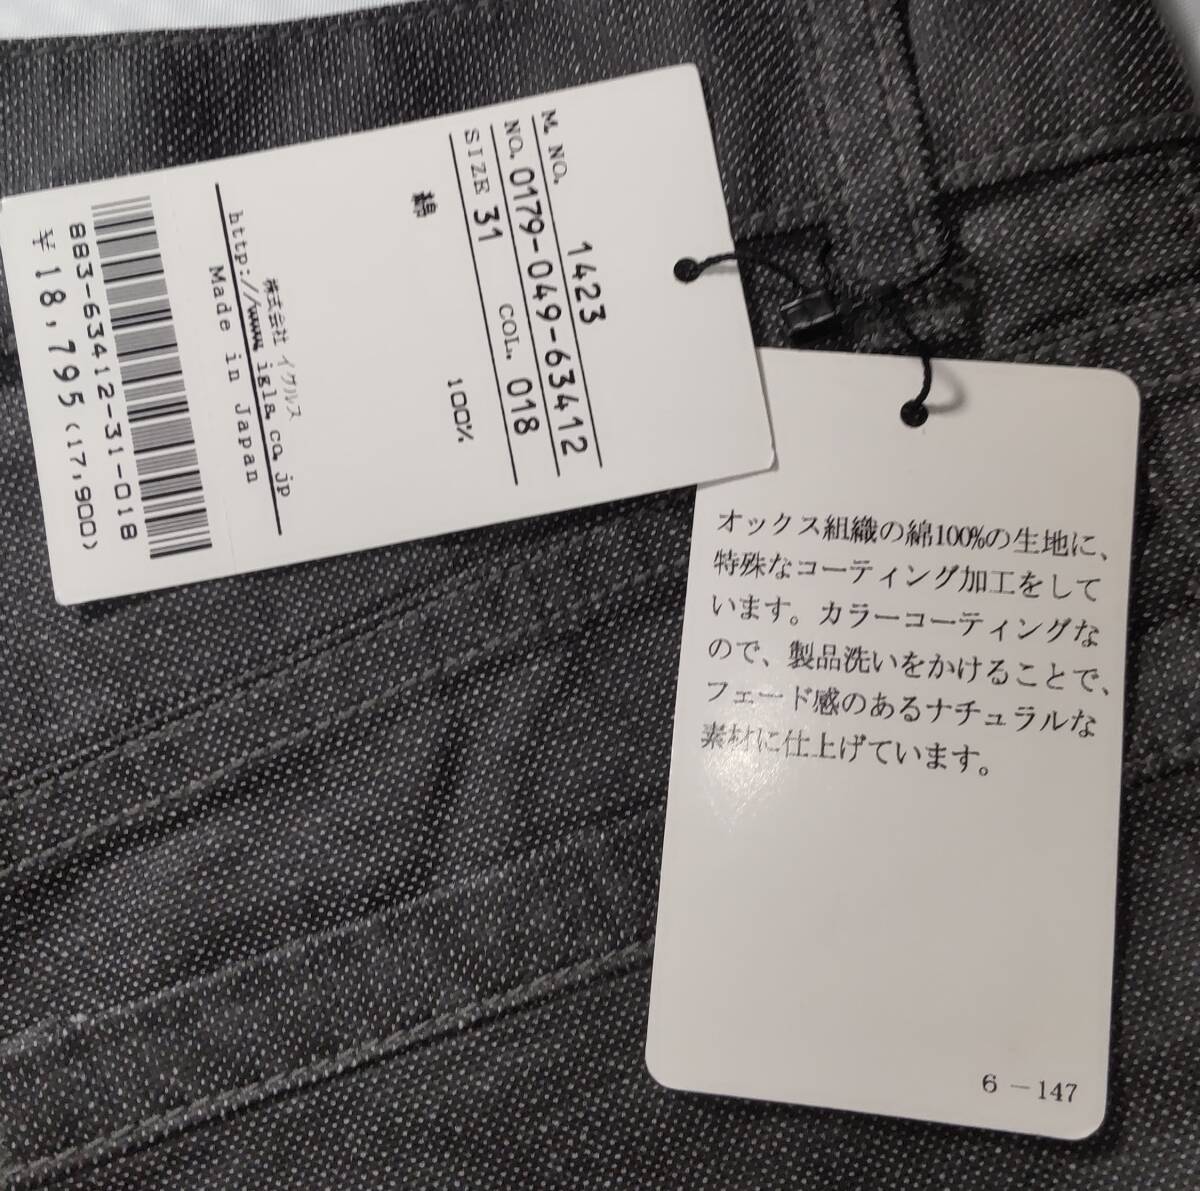 M. NO. 1423
NO. 0179-049-63412
SIZE 31 COL. 018
綿 100%
株式会社 イグルス
http://www.igls.co.jp
Made in Japan
883-63412-31-018
¥18,795(17,900)
オックス組織の綿100%の生地に、
特殊なコーティング加工をして
います。カラーコーティングな
ので、製品洗いをかけることで、
フェード感のあるナチュラルな
素材に仕上げています。
6-147